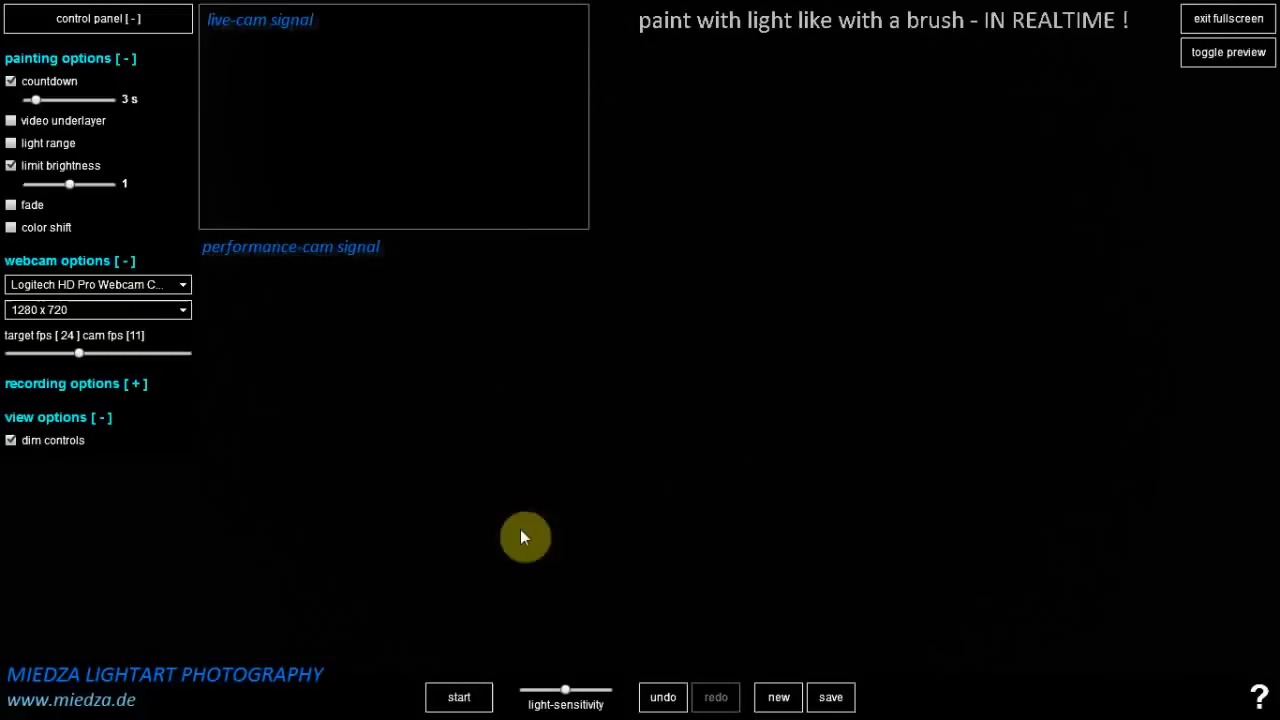 control panel [ - ]
painting options [ - ]
countdown
3 s
video underlayer
light range
limit brightness
1
fade
color shift
webcam options [ - ]
Logitech HD Pro Webcam C...
1280 x 720
target fps [ 24 ] cam fps [11]
recording options [ + ]
view options [ - ]
dim controls
live-cam signal
performance-cam signal
paint with light like with a brush - IN REALTIME !
exit fullscreen
toggle preview
MIEDZA LIGHTART PHOTOGRAPHY
www.miedza.de
start
light-sensitivity
undo
redo
new
save
?